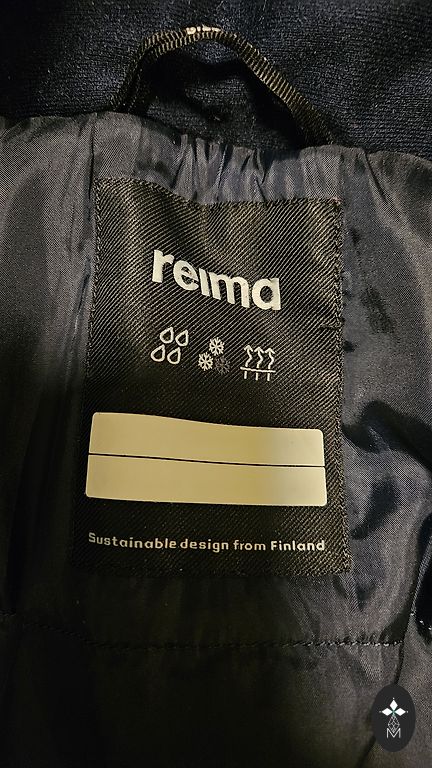 reima
Sustainable design from Finland
M